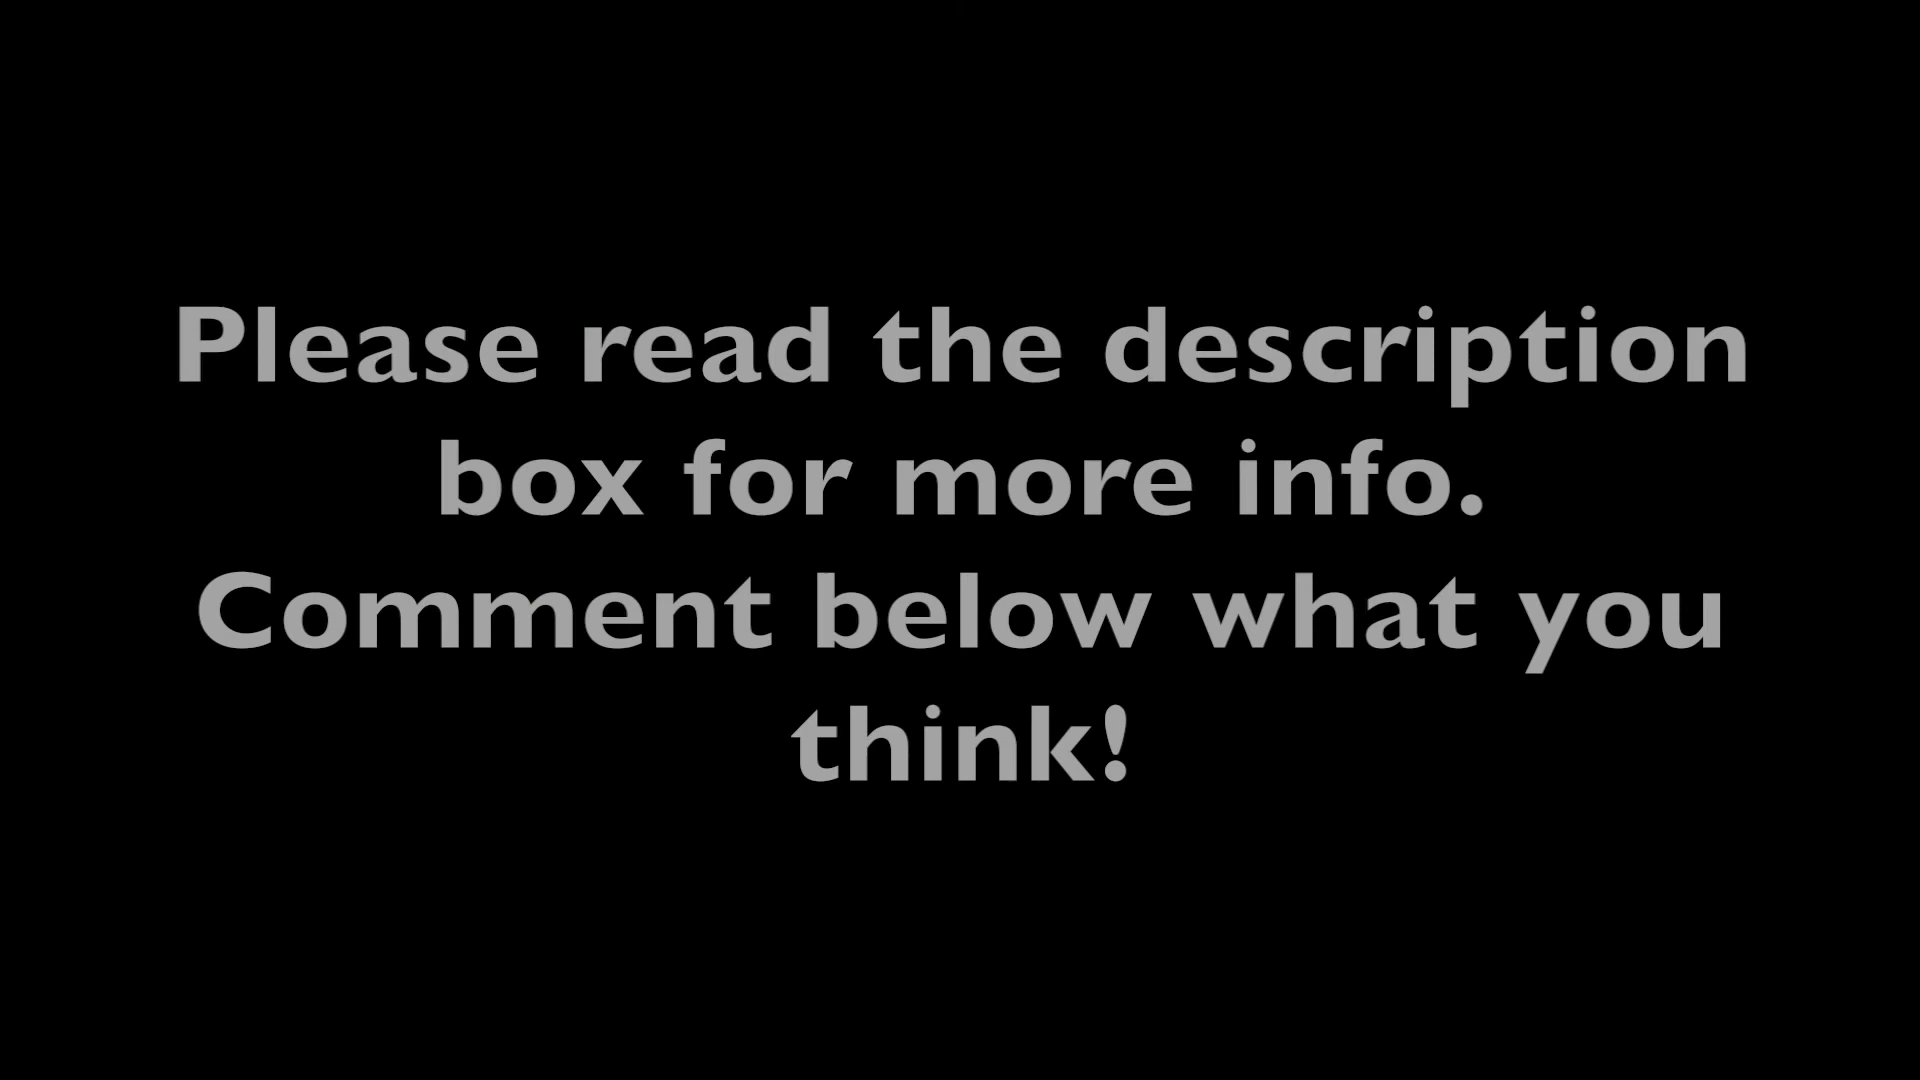 Please read the description
box for more info.
Comment below what you
think!